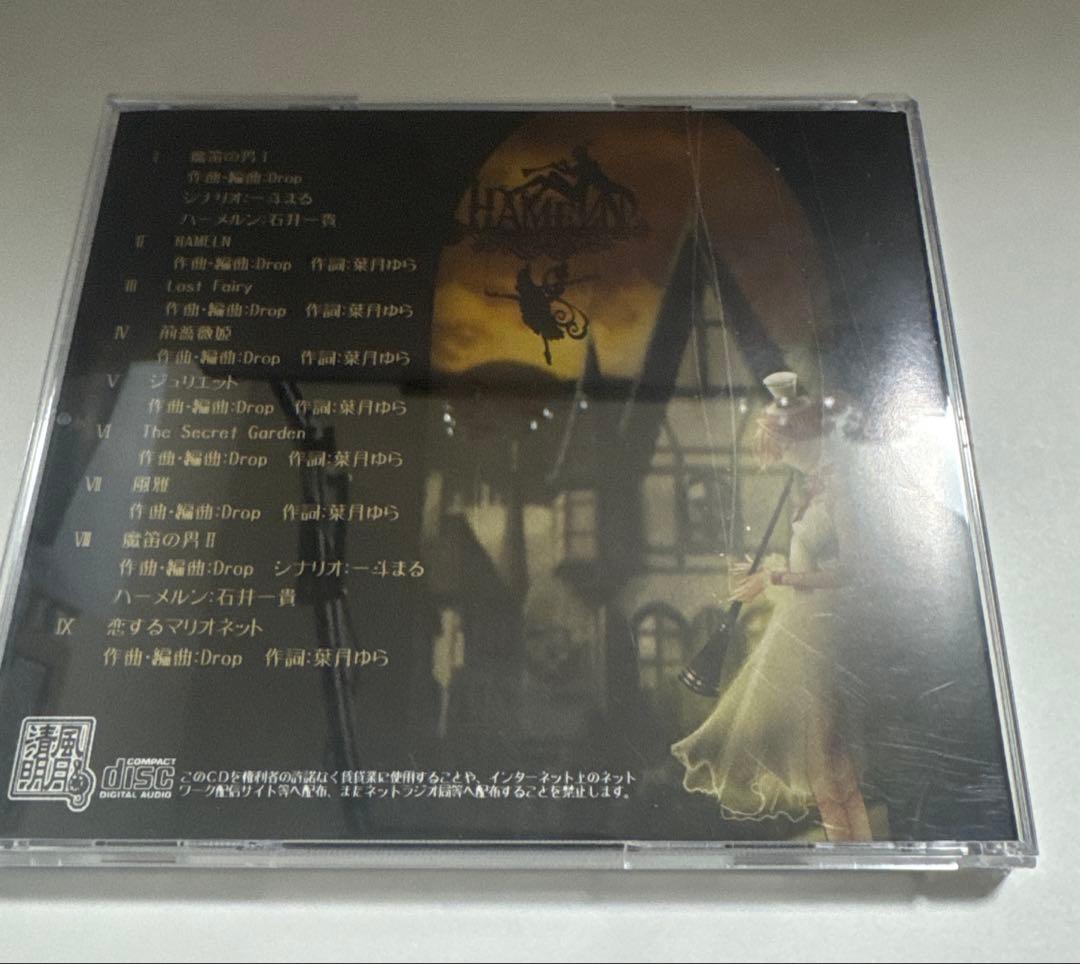 I 魔笛の男 I
作曲・編曲:Drop
シナリオ:一斗まる
ハーメルン:石井一貴
II HAMELN
作曲・編曲:Drop 作詞:葉月ゆら
III Lost Fairy
作曲・編曲:Drop 作詞:葉月ゆら
IV 荊薔薇姫
作曲・編曲:Drop 作詞:葉月ゆら
V ジュリエット
作曲・編曲:Drop 作詞:葉月ゆら
VI The Secret Garden
作曲・編曲:Drop 作詞:葉月ゆら
VII 風雅
作曲・編曲:Drop 作詞:葉月ゆら
VIII 魔笛の男 II
作曲・編曲:Drop シナリオ:一斗まる
ハーメルン:石井一貴
IX 恋するマリオネット
作曲・編曲:Drop 作詞:葉月ゆら
HAMELN
清風明月
COMPACT
disc
DIGITAL AUDIO
このCDを権利者の許諾なく賃貸業に使用することや、インターネット上のネット
ワーク配信サイト等へ配布、またネットラジオ局等へ配布することを禁止します。